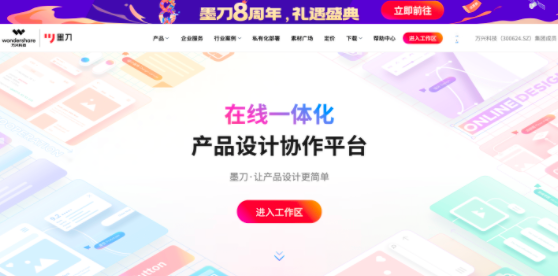 墨刀8周年，礼遇盛典
立即前往
wondershare
万兴科技
墨刀
产品 企业服务 行业案例 私有化部署 素材广场 定价 下载 帮助中心 进入工作区
万兴科技（300624.SZ）集团成员
ONLINE DESIGN
在线一体化
产品设计协作平台
墨刀·让产品设计更简单
进入工作区
Button